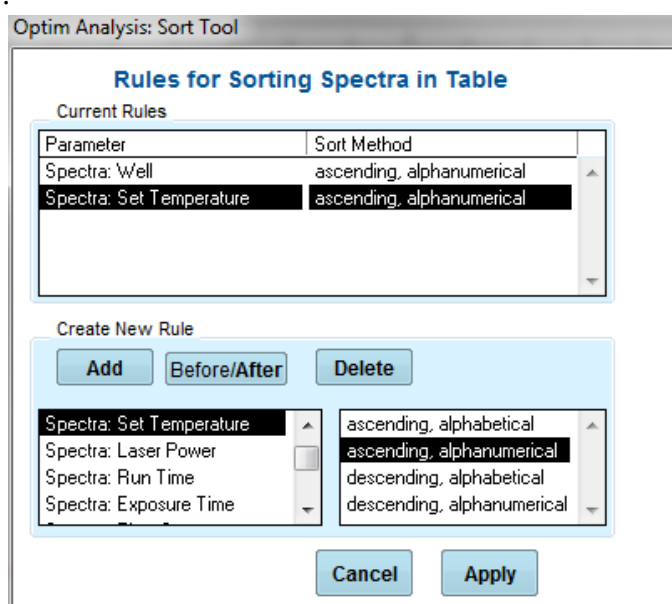 Optim Analysis: Sort Tool
Rules for Sorting Spectra in Table
Current Rules
Parameter Sort Method
Spectra: Well ascending, alphanumerical
Spectra: Set Temperature ascending, alphanumerical
Create New Rule
Add Before/After Delete
Spectra: Set Temperature ascending, alphabetical
Spectra: Laser Power ascending, alphanumerical
Spectra: Run Time descending, alphabetical
Spectra: Exposure Time descending, alphanumerical
Cancel Apply